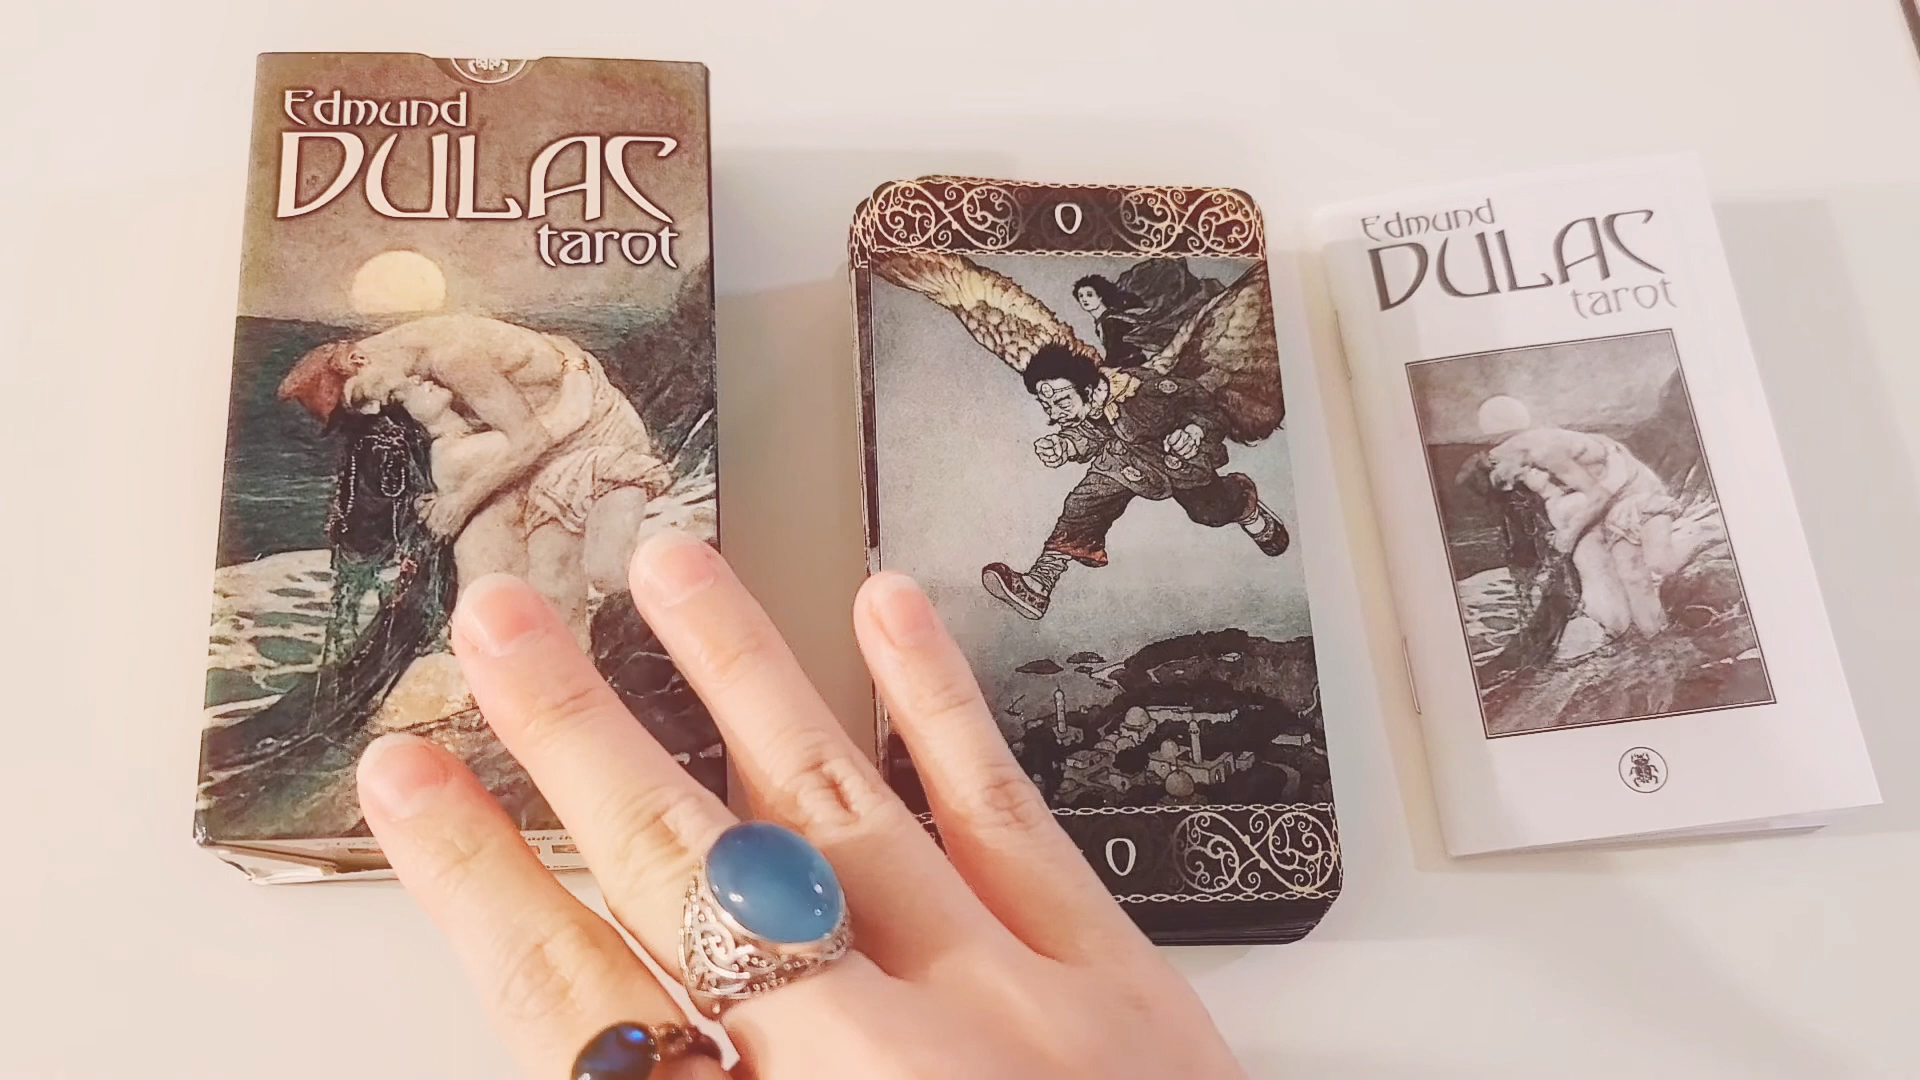 Edmund
DULAC
tarot
0
0
Edmund
DULAC
tarot